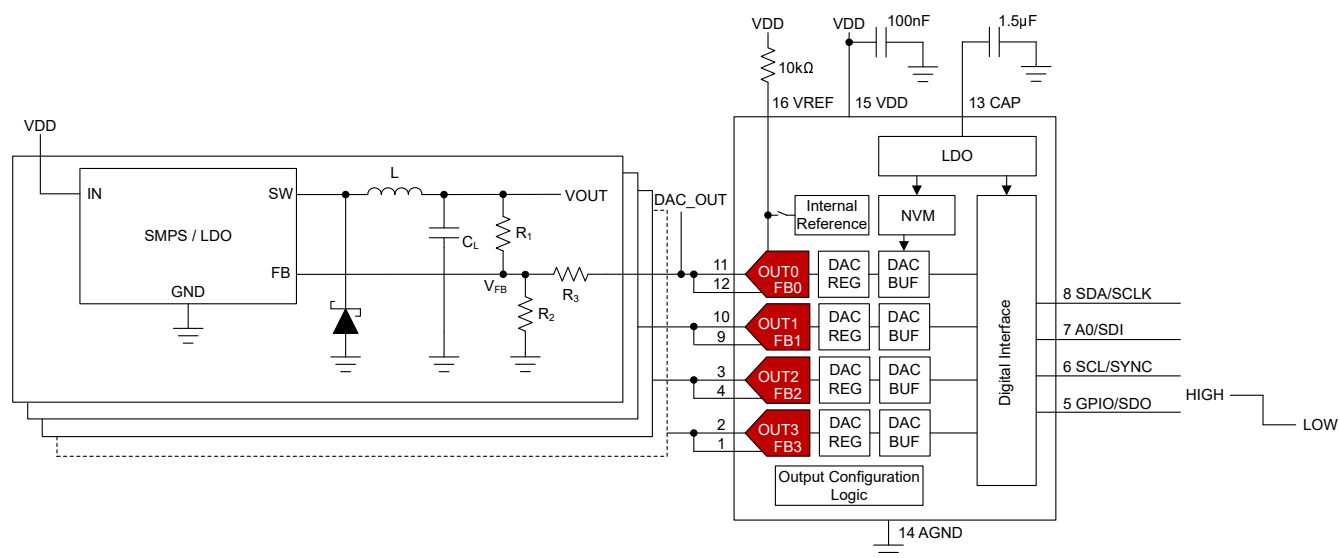 VDD
VDD
100nF
1.5µF
10kΩ
16 VREF
15 VDD
13 CAP
VDD
IN
SW
SMPS / LDO
FB
GND
L
VOUT
CL
R1
VFB
R2
R3
DAC_OUT
LDO
Internal
Reference
NVM
11
12
OUT0
FB0
DAC
REG
DAC
BUF
10
9
OUT1
FB1
DAC
REG
DAC
BUF
3
4
OUT2
FB2
DAC
REG
DAC
BUF
2
1
OUT3
FB3
DAC
REG
DAC
BUF
Output Configuration
Logic
Digital Interface
8 SDA/SCLK
7 A0/SDI
6 SCL/SYNC
5 GPIO/SDO
HIGH
LOW
14 AGND